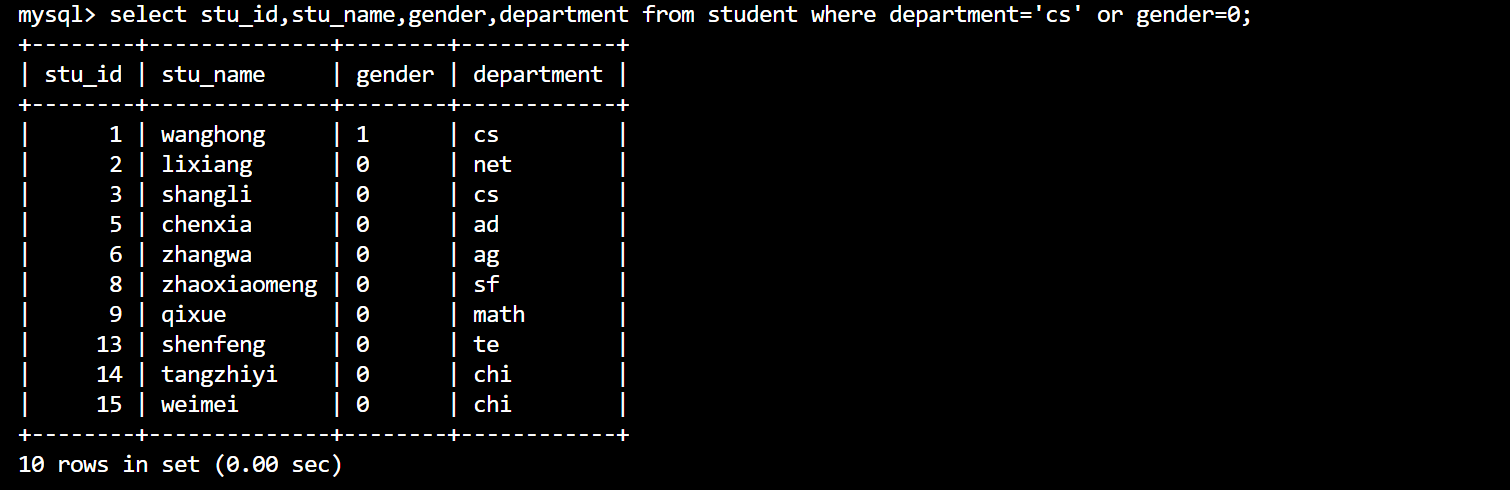 mysql> select stu_id,stu_name,gender,department from student where department='cs' or gender=0;
+--------+--------------+--------+------------+
| stu_id | stu_name     | gender | department |
+--------+--------------+--------+------------+
|      1 | wanghong     | 1      | cs         |
|      2 | lixiang      | 0      | net        |
|      3 | shangli      | 0      | cs         |
|      5 | chenxia      | 0      | ad         |
|      6 | zhangwa      | 0      | ag         |
|      8 | zhaoxiaomeng | 0      | sf         |
|      9 | qixue        | 0      | math       |
|     13 | shenfeng     | 0      | te         |
|     14 | tangzhiyi    | 0      | chi        |
|     15 | weimei       | 0      | chi        |
+--------+--------------+--------+------------+
10 rows in set (0.00 sec)